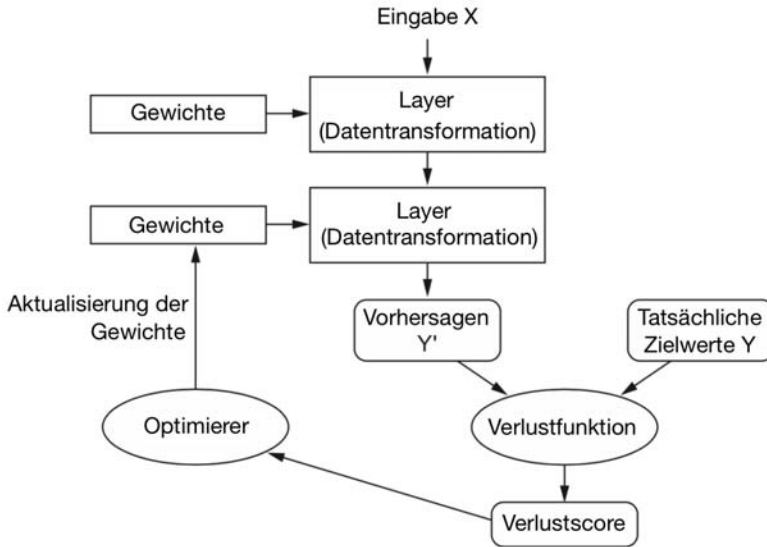 Eingabe X
Gewichte
Layer
(Datentransformation)
Gewichte
Layer
(Datentransformation)
Aktualisierung der
Gewichte
Vorhersagen
Y'
Tatsächliche
Zielwerte Y
Optimierer
Verlustfunktion
Verlustscore